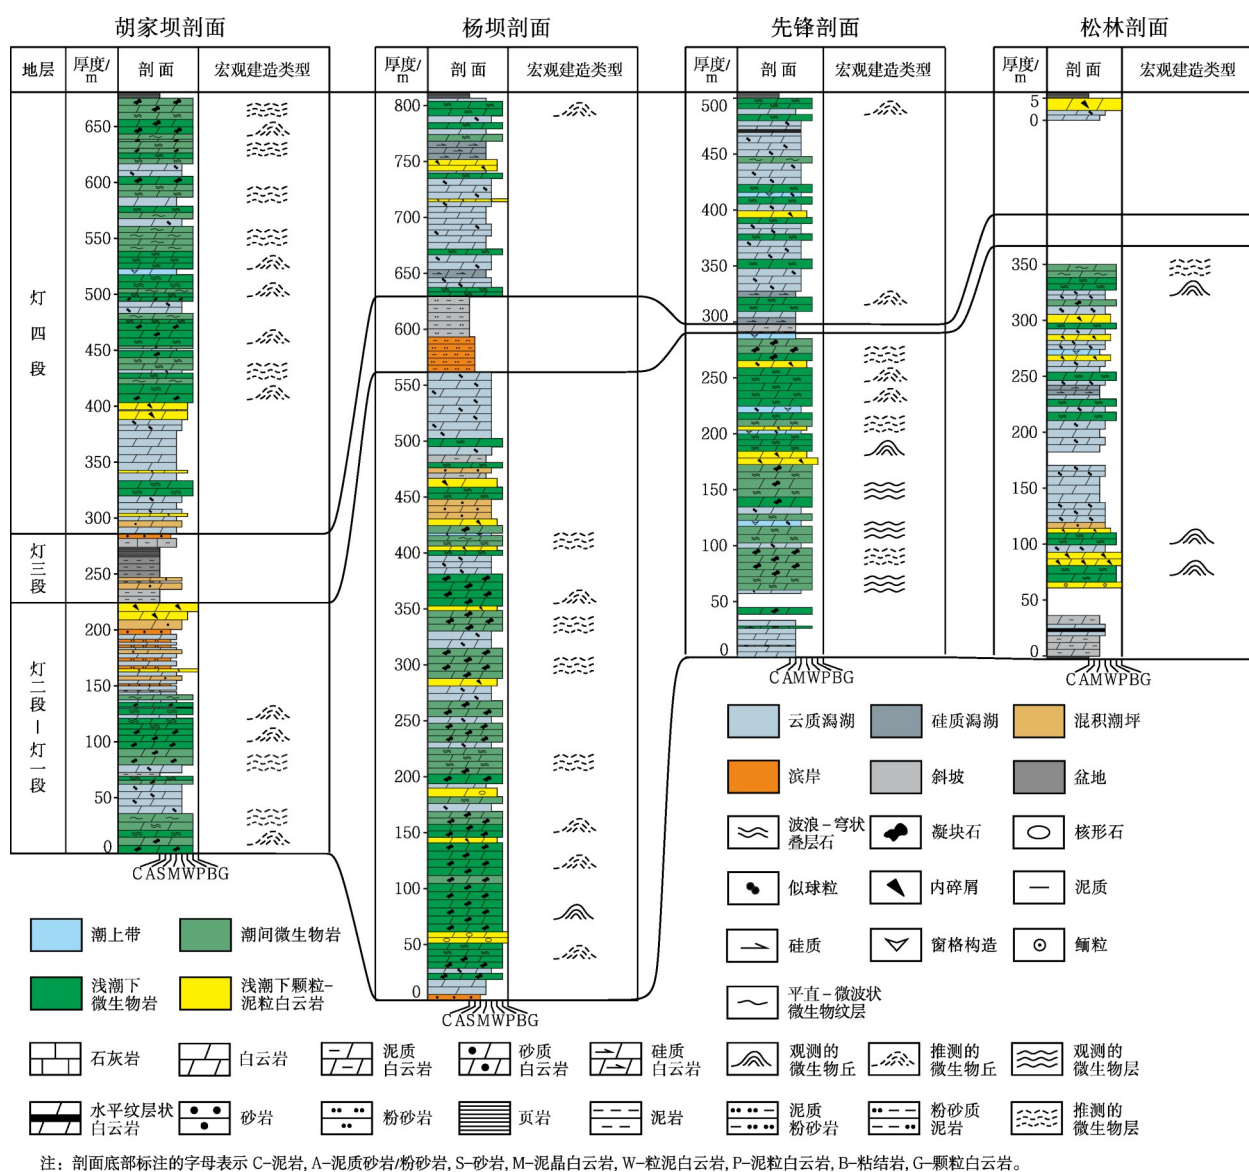 胡家坝剖面
杨坝剖面
先锋剖面
松林剖面
地层
厚度/
m
剖 面
宏观建造类型
厚度/
m
剖 面
宏观建造类型
厚度/
m
剖 面
宏观建造类型
厚度/
m
剖 面
宏观建造类型
灯四段
灯三段
灯二段-灯一段
650
600
550
500
450
400
350
300
250
200
150
100
50
0
CASMWPBG
800
750
700
650
600
550
500
450
400
350
300
250
200
150
100
50
0
CASMWPBG
500
450
400
350
300
250
200
150
100
50
0
CAMWPBG
5
0
350
300
250
200
150
100
50
0
CAMWPBG
云质潟湖
硅质潟湖
混积潮坪
滨岸
斜坡
盆地
波浪-穹状
叠层石
凝块石
核形石
似球粒
内碎屑
泥质
硅质
窗格构造
鲕粒
平直-微波状
微生物纹层
潮上带
潮间微生物岩
浅潮下
微生物岩
浅潮下颗粒-
泥粒白云岩
石灰岩
白云岩
泥质
白云岩
砂质
白云岩
硅质
白云岩
观测的
微生物丘
推测的
微生物丘
观测的
微生物层
水平纹层状
白云岩
砂岩
粉砂岩
页岩
泥岩
泥质
粉砂岩
粉砂质
泥岩
推测的
微生物层
注：剖面底部标注的字母表示 C-泥岩, A-泥质砂岩/粉砂岩, S-砂岩, M-泥晶白云岩, W-粒泥白云岩, P-泥粒白云岩, B-粘结岩, G-颗粒白云岩。